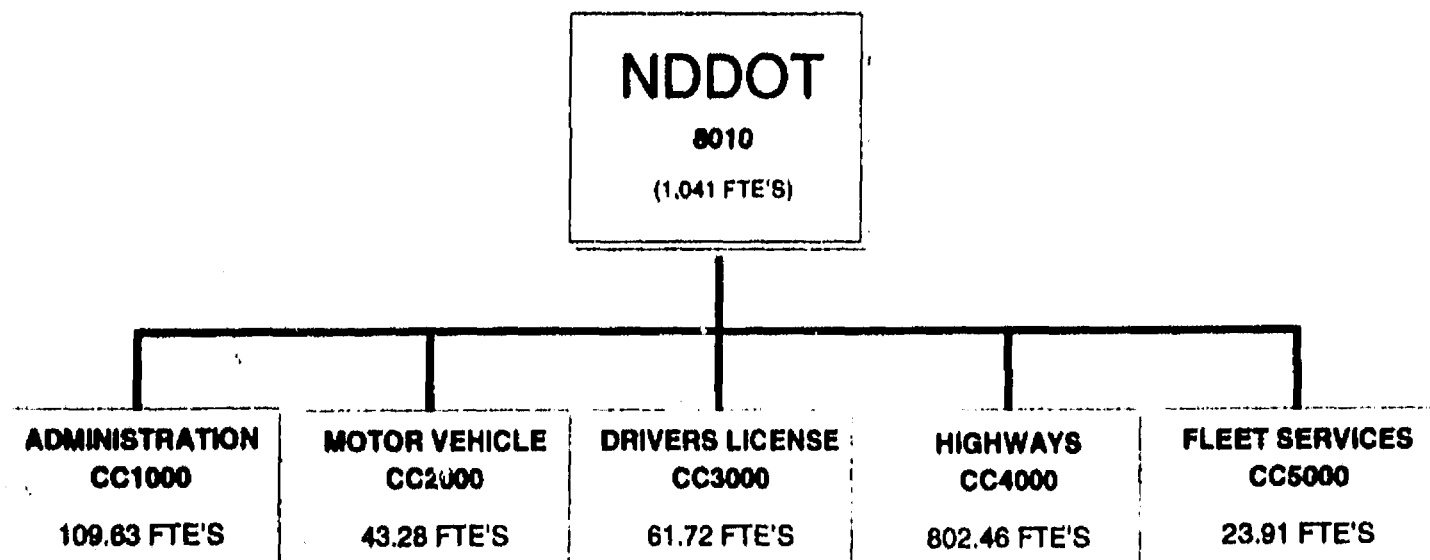 NDDOT
8010
(1,041 FTE'S)
ADMINISTRATION
CC1000
109.63 FTE'S
MOTOR VEHICLE
CC2000
43.28 FTE'S
DRIVERS LICENSE
CC3000
61.72 FTE'S
HIGHWAYS
CC4000
802.46 FTE'S
FLEET SERVICES
CC5000
23.91 FTE'S